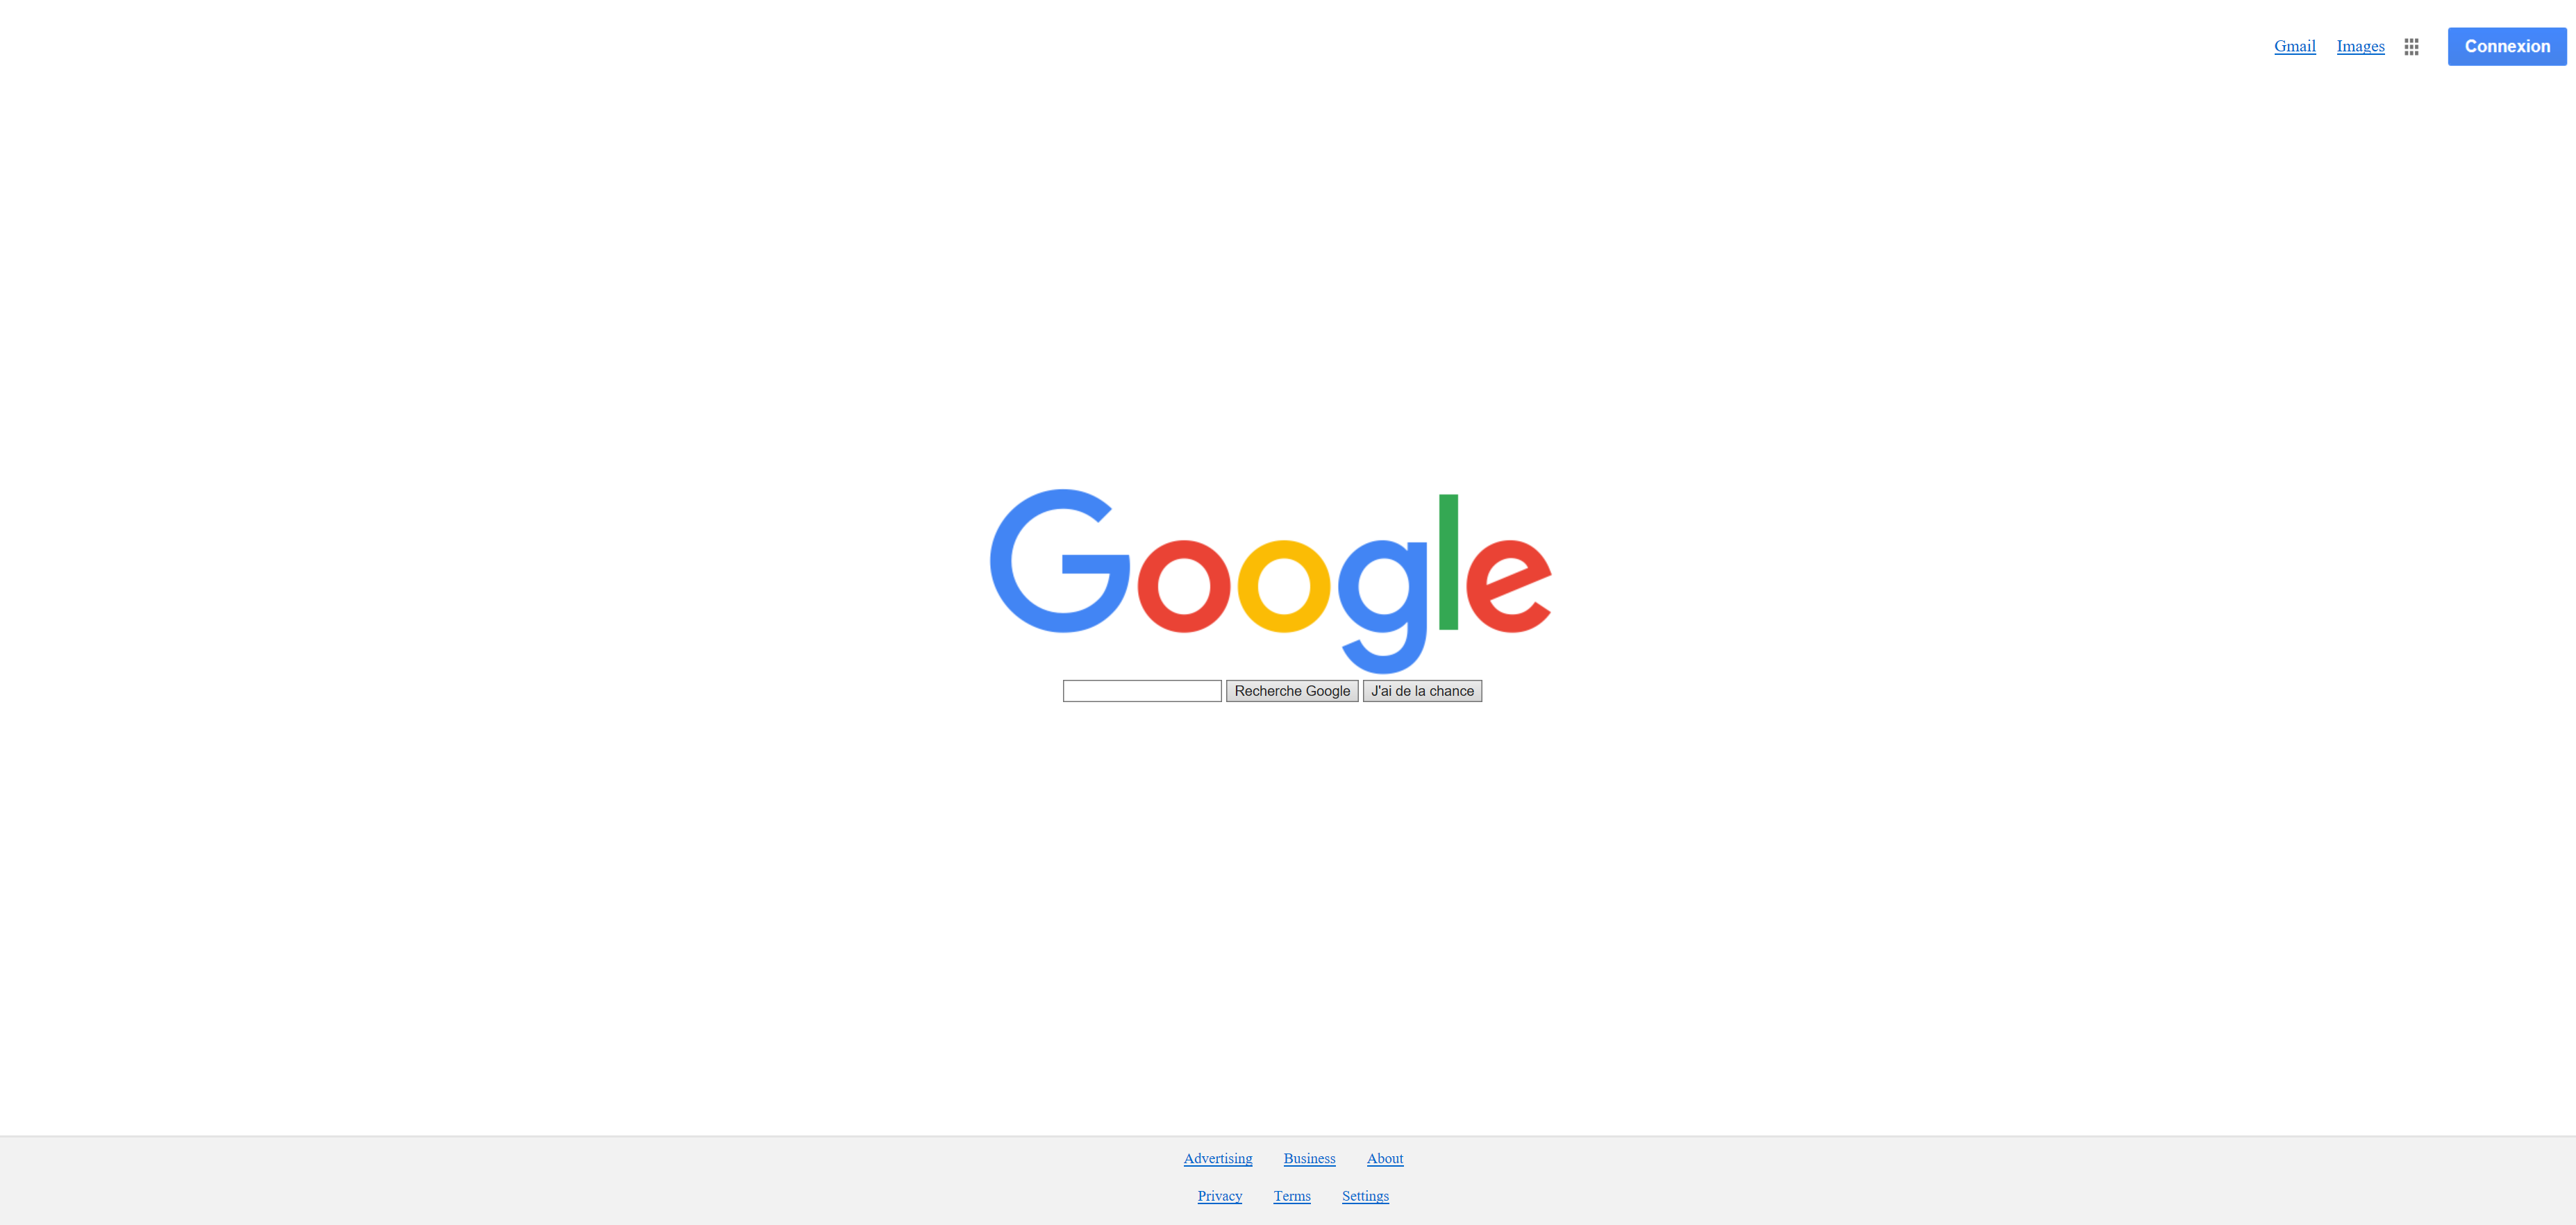 Gmail Images Connexion
Google
Recherche Google J'ai de la chance
Advertising Business About
Privacy Terms Settings